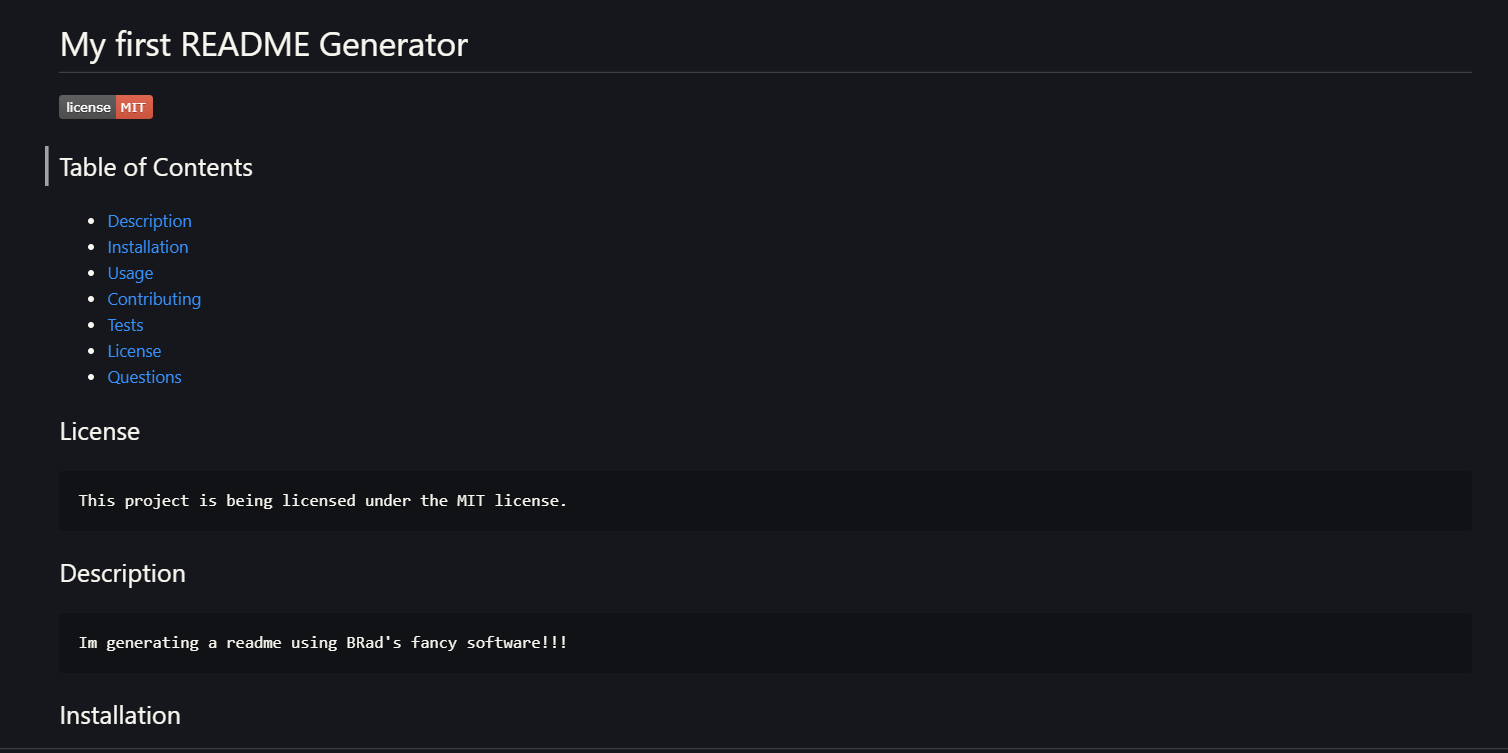 My first README Generator
license MIT
Table of Contents
Description
Installation
Usage
Contributing
Tests
License
Questions
License
This project is being licensed under the MIT license.
Description
Im generating a readme using BRad's fancy software!!!
Installation